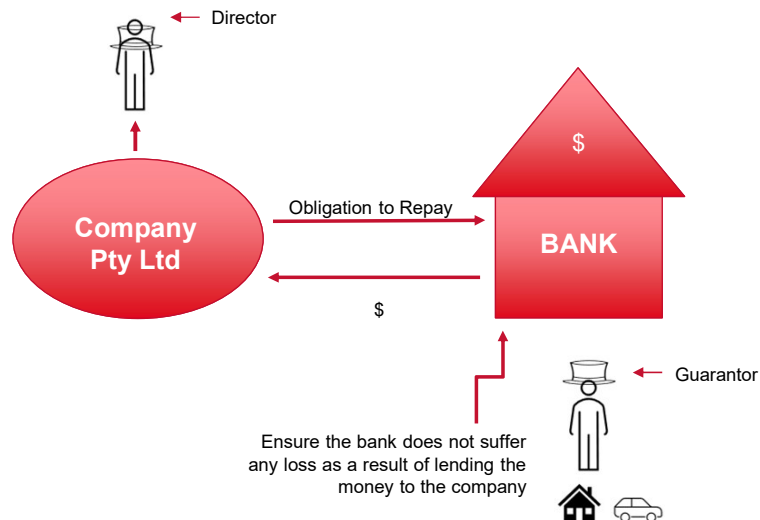 Director
$
Obligation to Repay
Company
Pty Ltd
BANK
$
Guarantor
Ensure the bank does not suffer
any loss as a result of lending the
money to the company